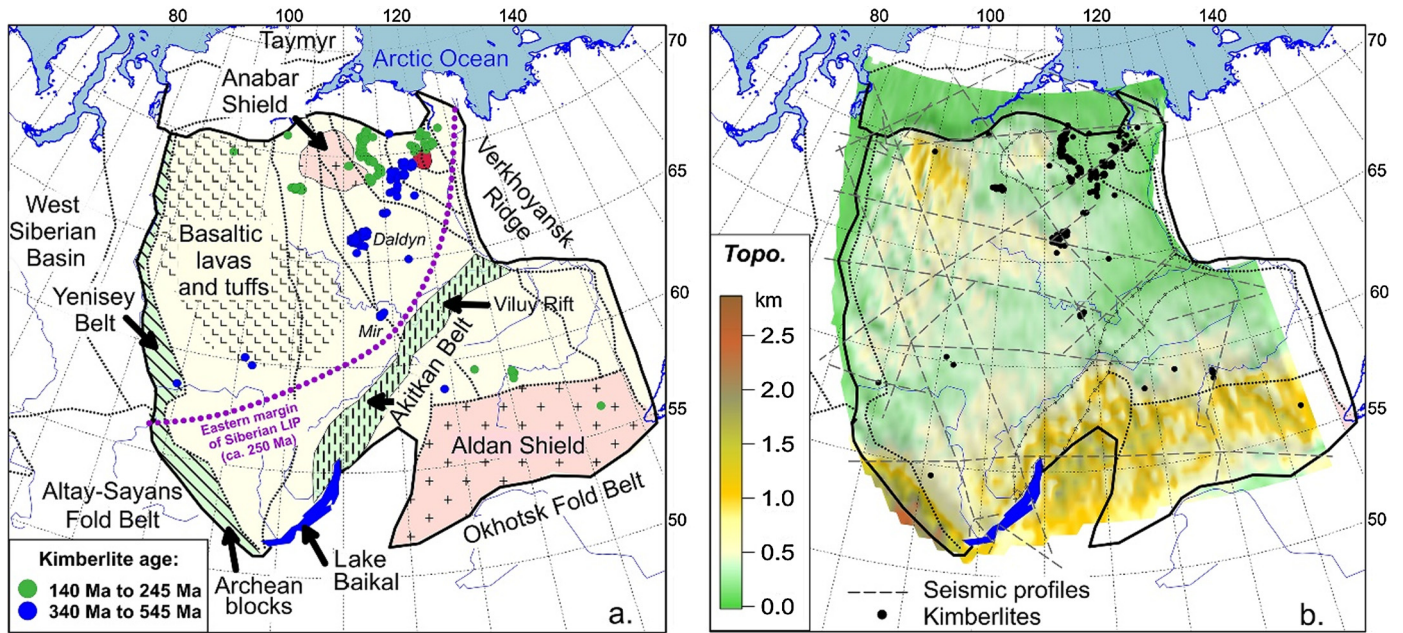 80 100 120 140
70
65
60
55
50
Taymyr
Arctic Ocean
Anabar
Shield
Verkhoyansk
Ridge
West
Siberian
Basin
Basaltic
lavas
and tuffs
Daldyn
Yenisey
Belt
Mir
Viluy Rift
Akitkan Belt
Eastern margin
of Siberian LIP
(ca. 250 Ma)
Aldan Shield
Altay-Sayans
Fold Belt
Okhotsk Fold Belt
Lake
Baikal
Archean
blocks
Kimberlite age:
140 Ma to 245 Ma
340 Ma to 545 Ma
a.
80 100 120 140
70
65
60
55
50
Topo.
km
2.5
2.0
1.5
1.0
0.5
0.0
Seismic profiles
Kimberlites
b.